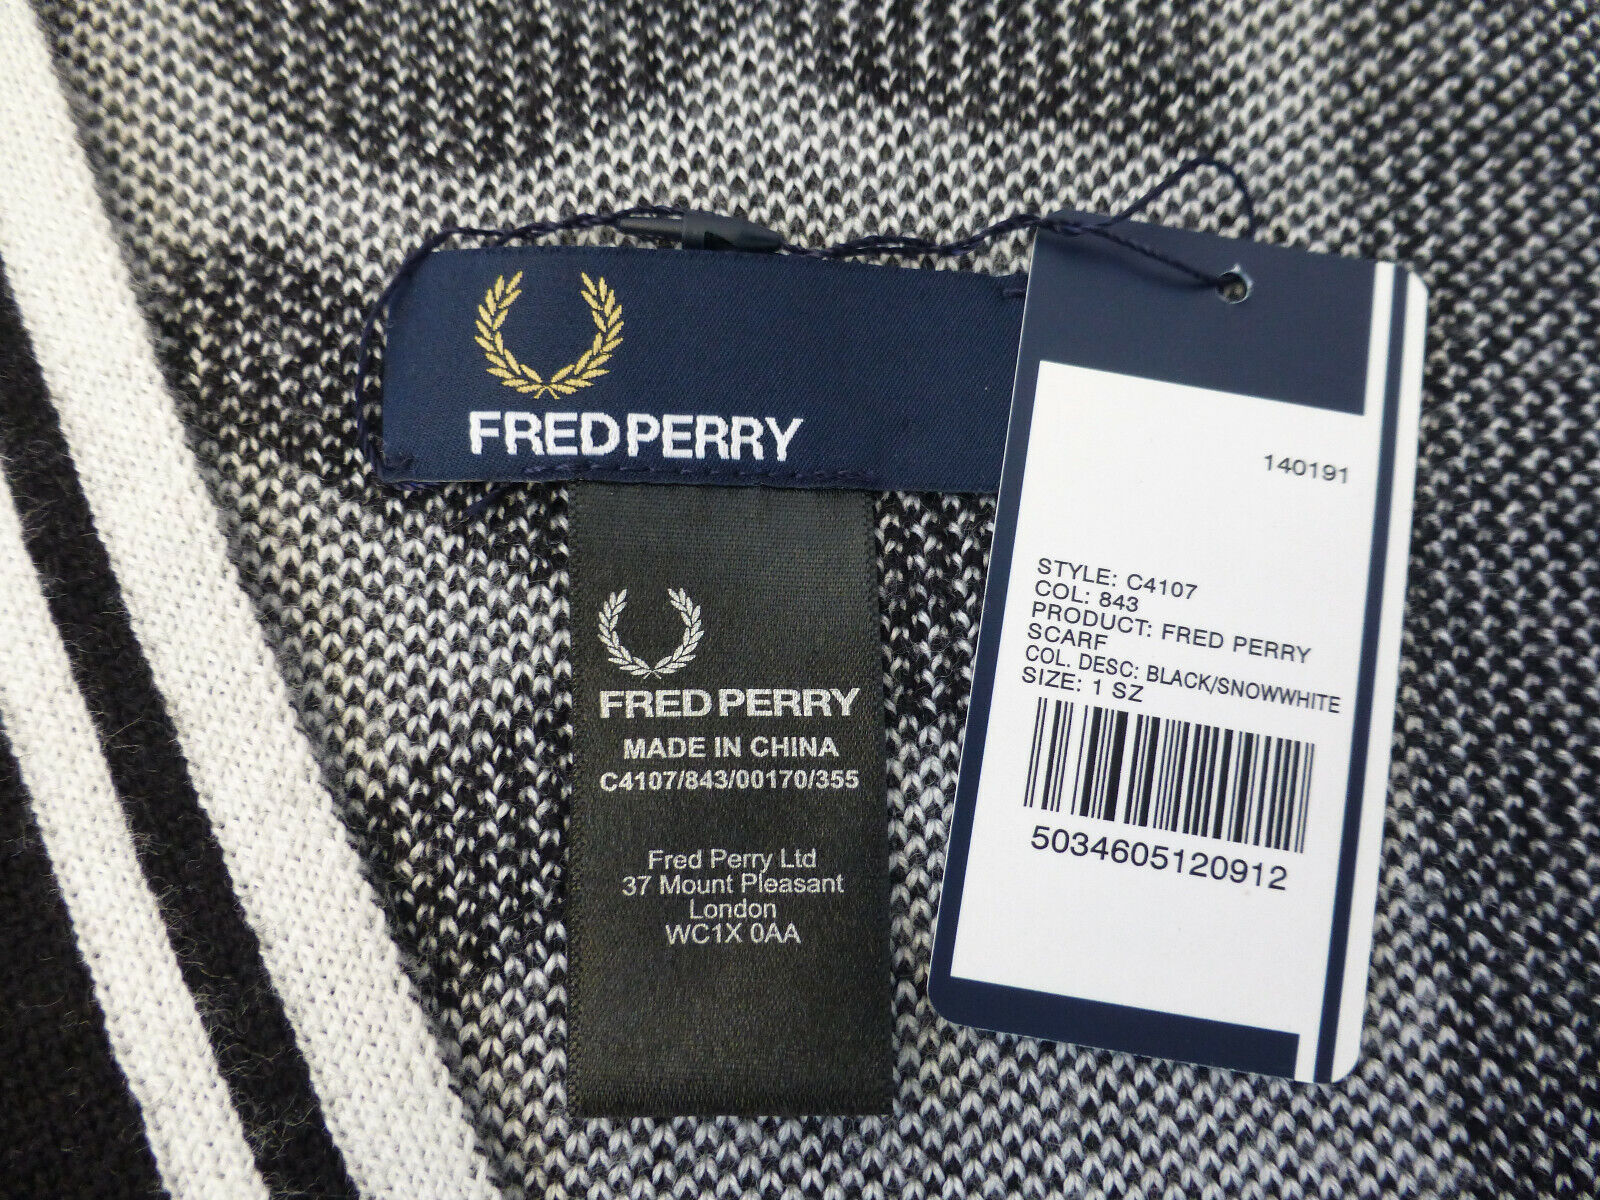 FRED PERRY
FRED PERRY
MADE IN CHINA
C4107/843/00170/355
Fred Perry Ltd
37 Mount Pleasant
London
WC1X 0AA
140191
STYLE: C4107
COL: 843
PRODUCT: FRED PERRY
SCARF
COL. DESC: BLACK/SNOWWHITE
SIZE: 1 SZ
5034605120912